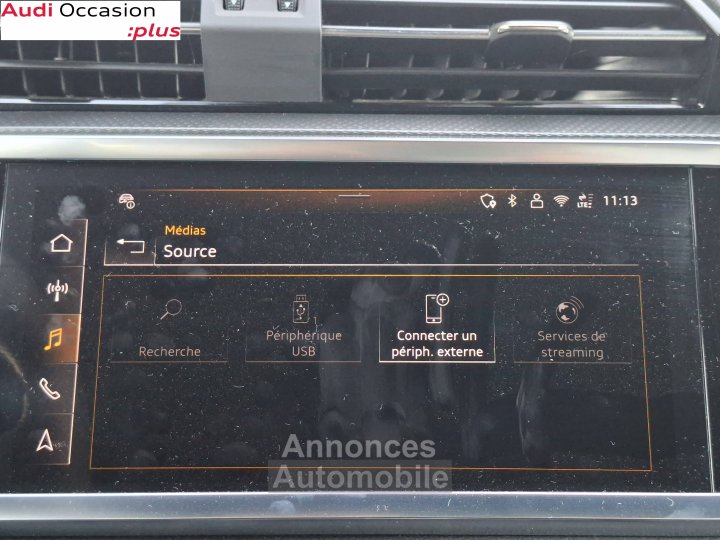 Audi Occasion
:plus
LTE
11:13
Médias
Source
Recherche
Périphérique
USB
Connecter un
périph. externe
Services de
streaming
Annonces
Automobile